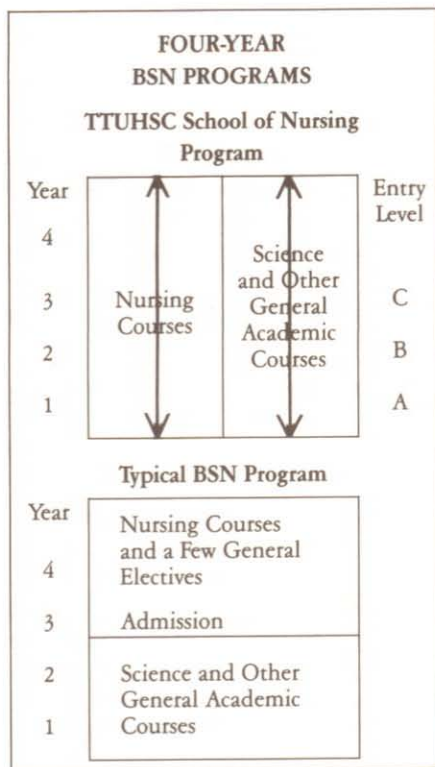 FOUR-YEAR
BSN PROGRAMS
TTUHSC School of Nursing
Program
Year
Entry
Level
4
3
2
1
Nursing
Courses
Science
and Other
General
Academic
Courses
C
B
A
Typical BSN Program
Year
4
3
2
1
Nursing Courses
and a Few General
Electives
Admission
Science and Other
General Academic
Courses